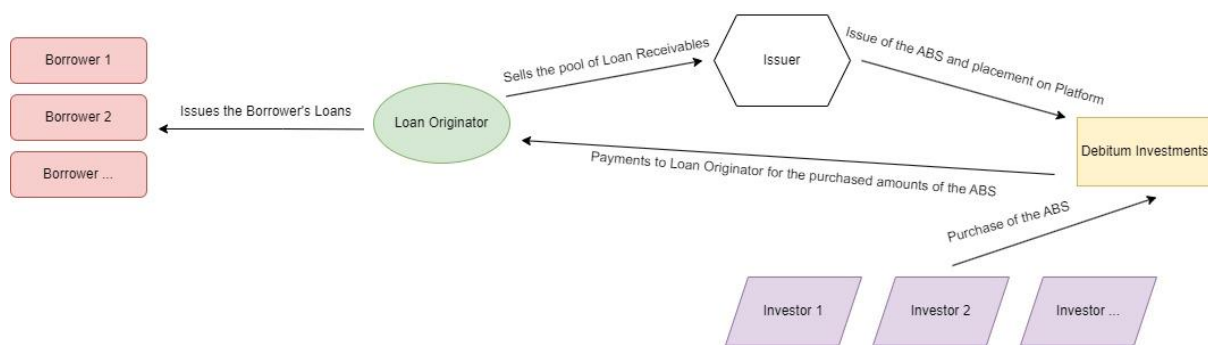 Borrower 1
Borrower 2
Borrower ...
Issues the Borrower's Loans
Loan Originator
Sells the pool of Loan Receivables
Issuer
Issue of the ABS and placement on Platform
Debitum Investments
Payments to Loan Originator for the purchased amounts of the ABS
Purchase of the ABS
Investor 1
Investor 2
Investor ...